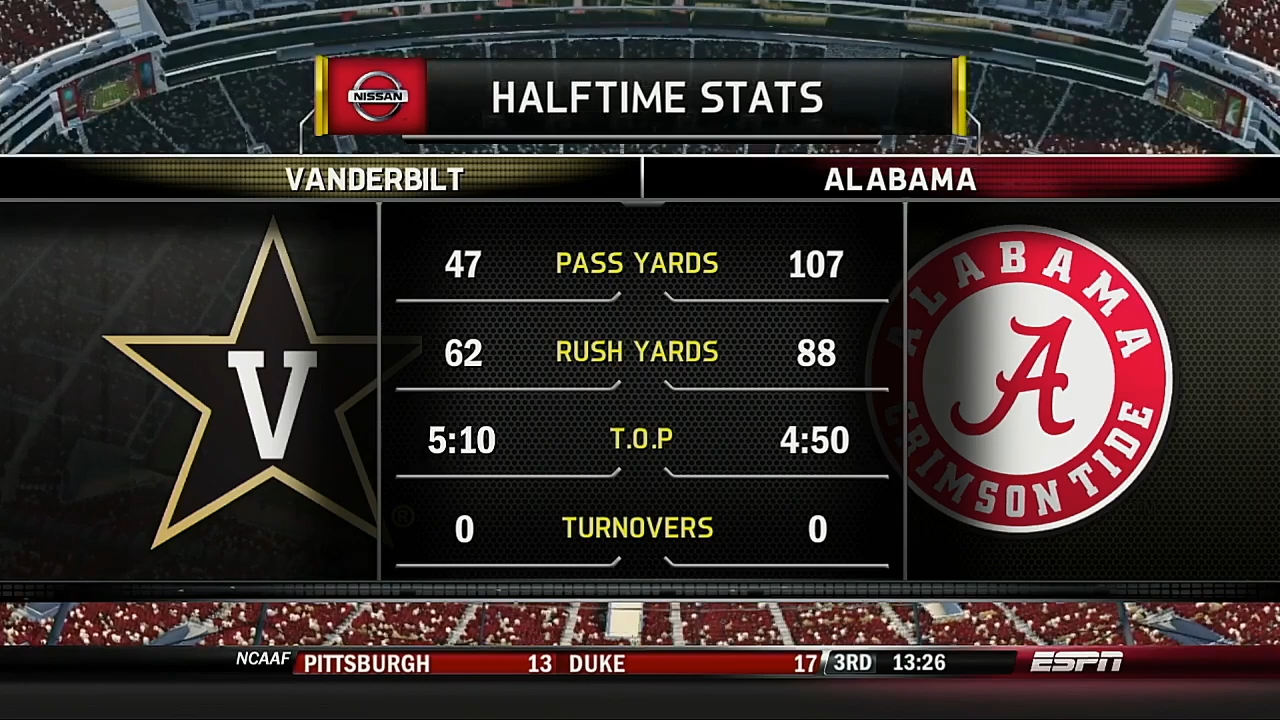 NISSAN
HALFTIME STATS
VANDERBILT ALABAMA
47 PASS YARDS 107
62 RUSH YARDS 88
5:10 T.O.P 4:50
0 TURNOVERS 0
V
®
ALABAMA
A
CRIMSON TIDE
NCAAF PITTSBURGH 13 DUKE 17 3RD 13:26 ESPN